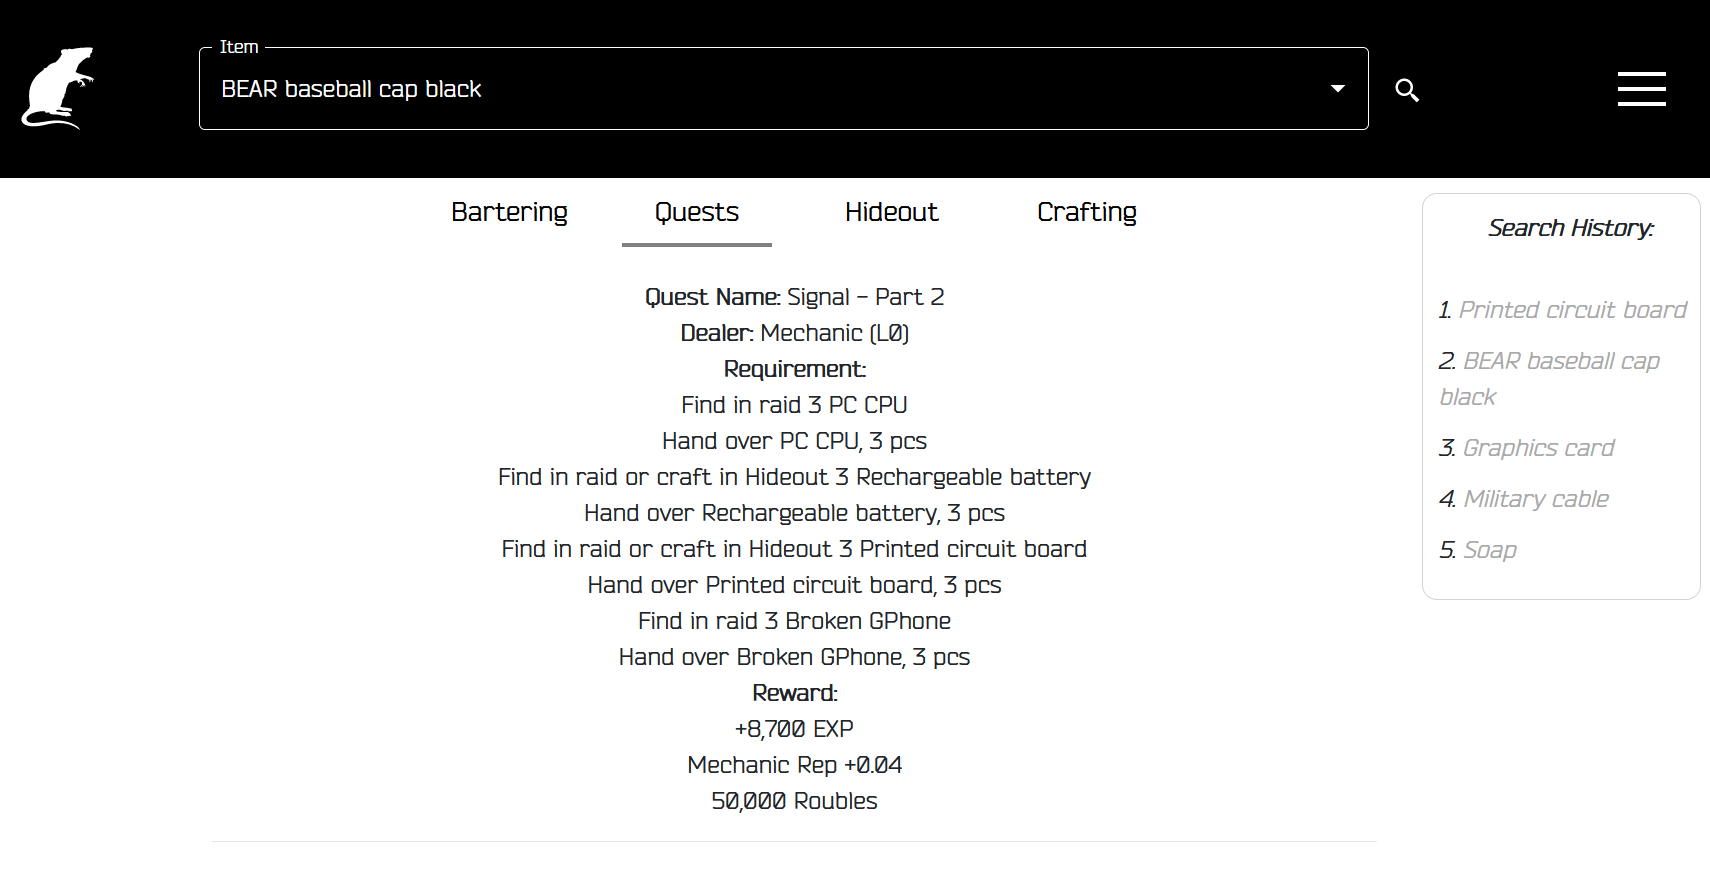 Item
BEAR baseball cap black
Bartering
Quests
Hideout
Crafting
Quest Name: Signal - Part 2
Dealer: Mechanic (L0)
Requirement:
Find in raid 3 PC CPU
Hand over PC CPU, 3 pcs
Find in raid or craft in Hideout 3 Rechargeable battery
Hand over Rechargeable battery, 3 pcs
Find in raid or craft in Hideout 3 Printed circuit board
Hand over Printed circuit board, 3 pcs
Find in raid 3 Broken GPhone
Hand over Broken GPhone, 3 pcs
Reward:
+8,700 EXP
Mechanic Rep +0.04
50,000 Roubles
Search History:
1. Printed circuit board
2. BEAR baseball cap
black
3. Graphics card
4. Military cable
5. Soap